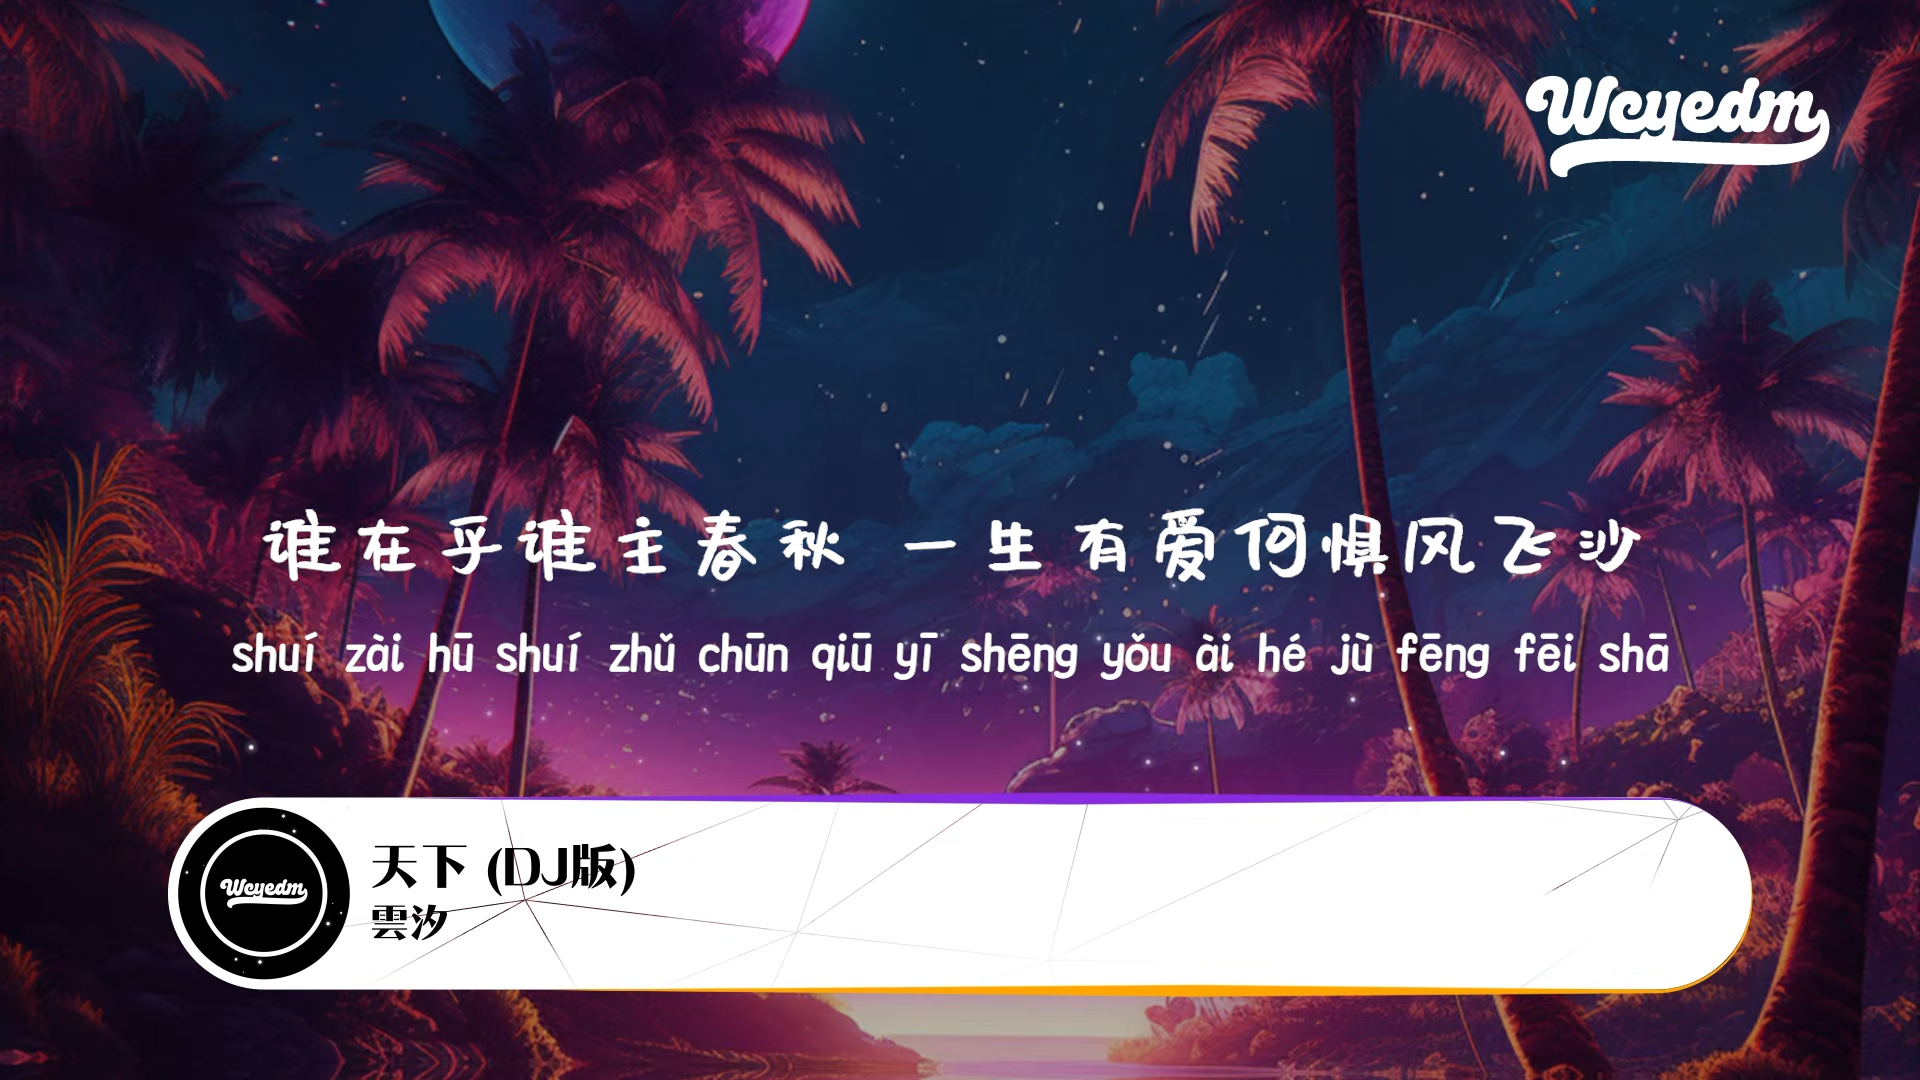 Wcyedm
谁在乎谁主春秋 一生有爱何惧风飞沙
shuí zài hū shuí zhǔ chūn qiū yī shēng yǒu ài hé jù fēng fēi shā
Wcyedm
天下 (DJ版)
雲汐